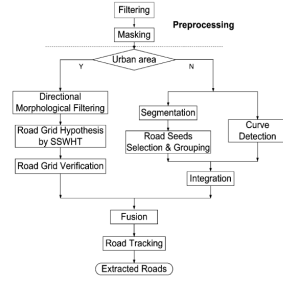 Filtering
Preprocessing
Masking
Urban area
Y
N
Directional
Morphological Filtering
Road Grid Hypothesis
by SSWHT
Road Grid Verification
Segmentation
Road Seeds
Selection & Grouping
Curve
Detection
Integration
Fusion
Road Tracking
Extracted Roads